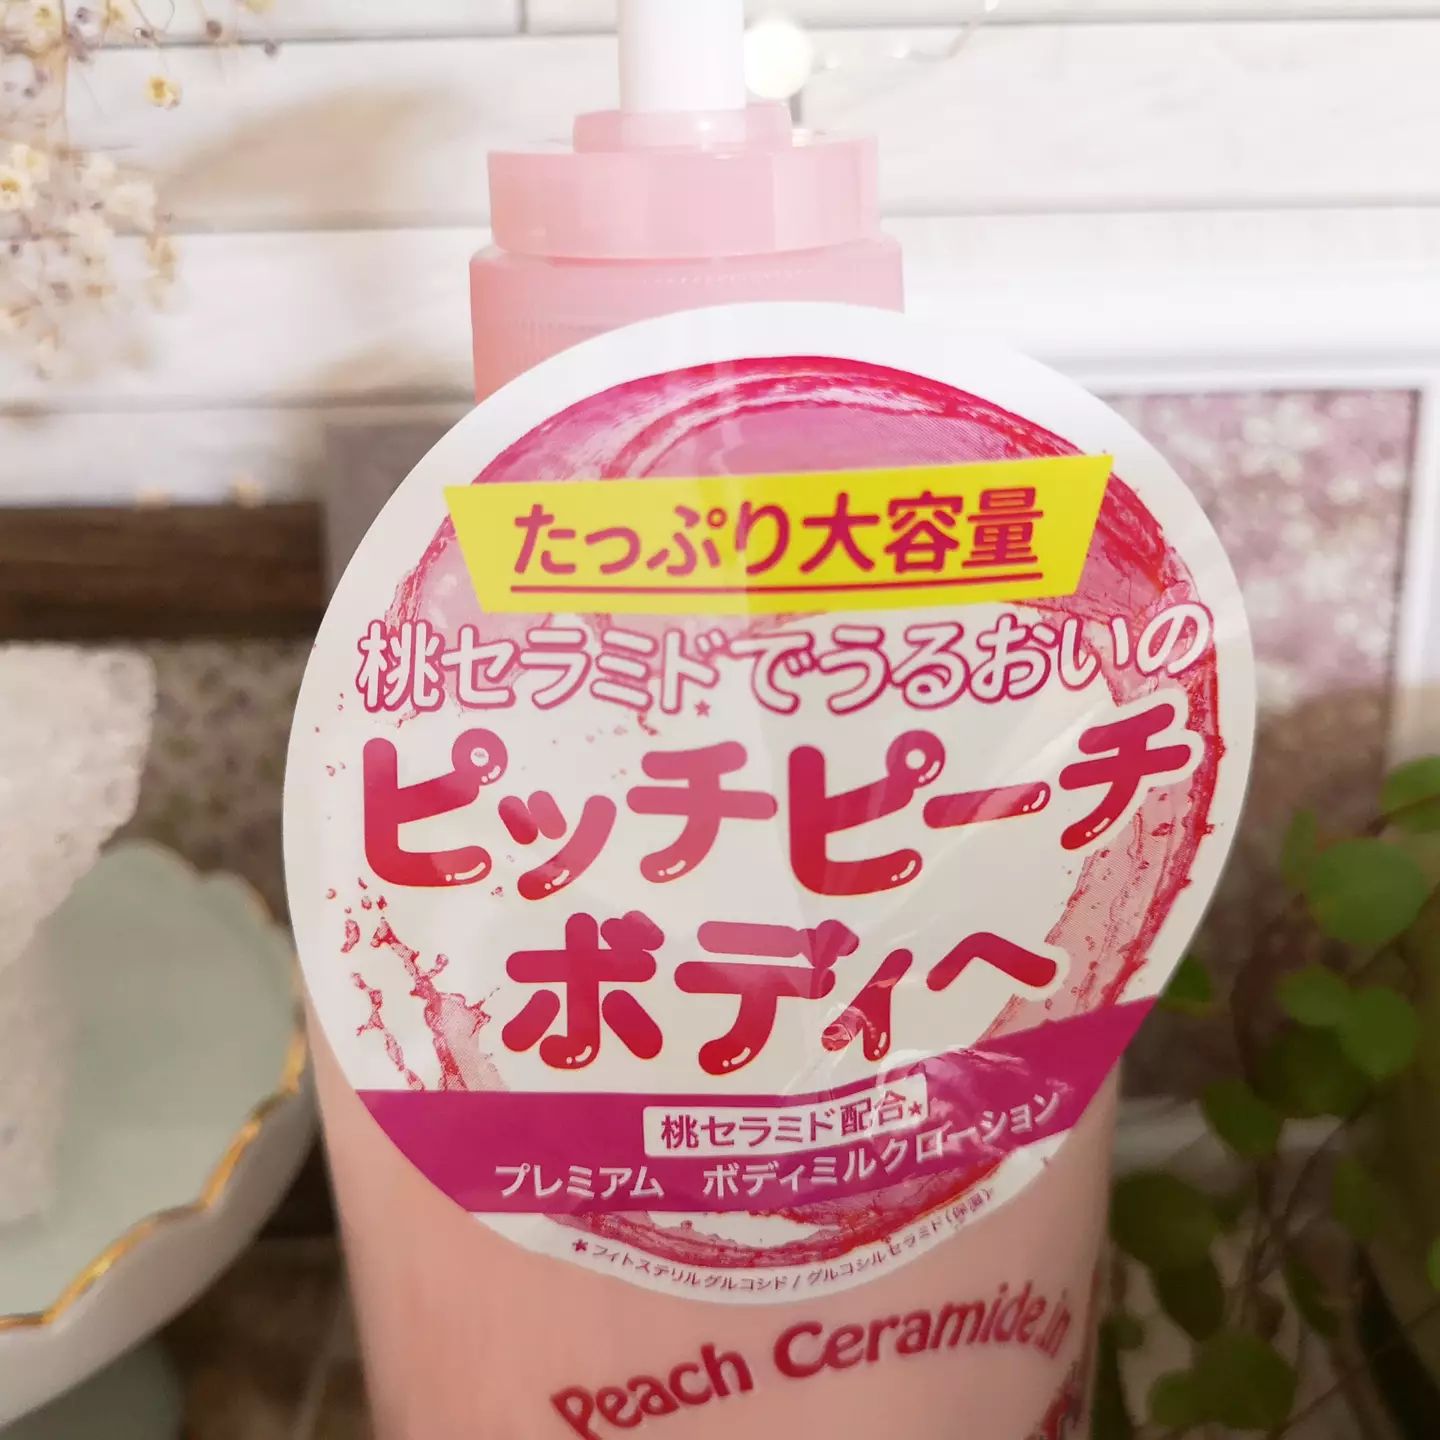 たっぷり大容量
桃セラミド*でうるおいの
ピッチピーチ
ボディへ
桃セラミド配合*
プレミアム ボディミルクローション
*フィトステリルグルコシド/グルコシルセラミド
Peach Ceramide in